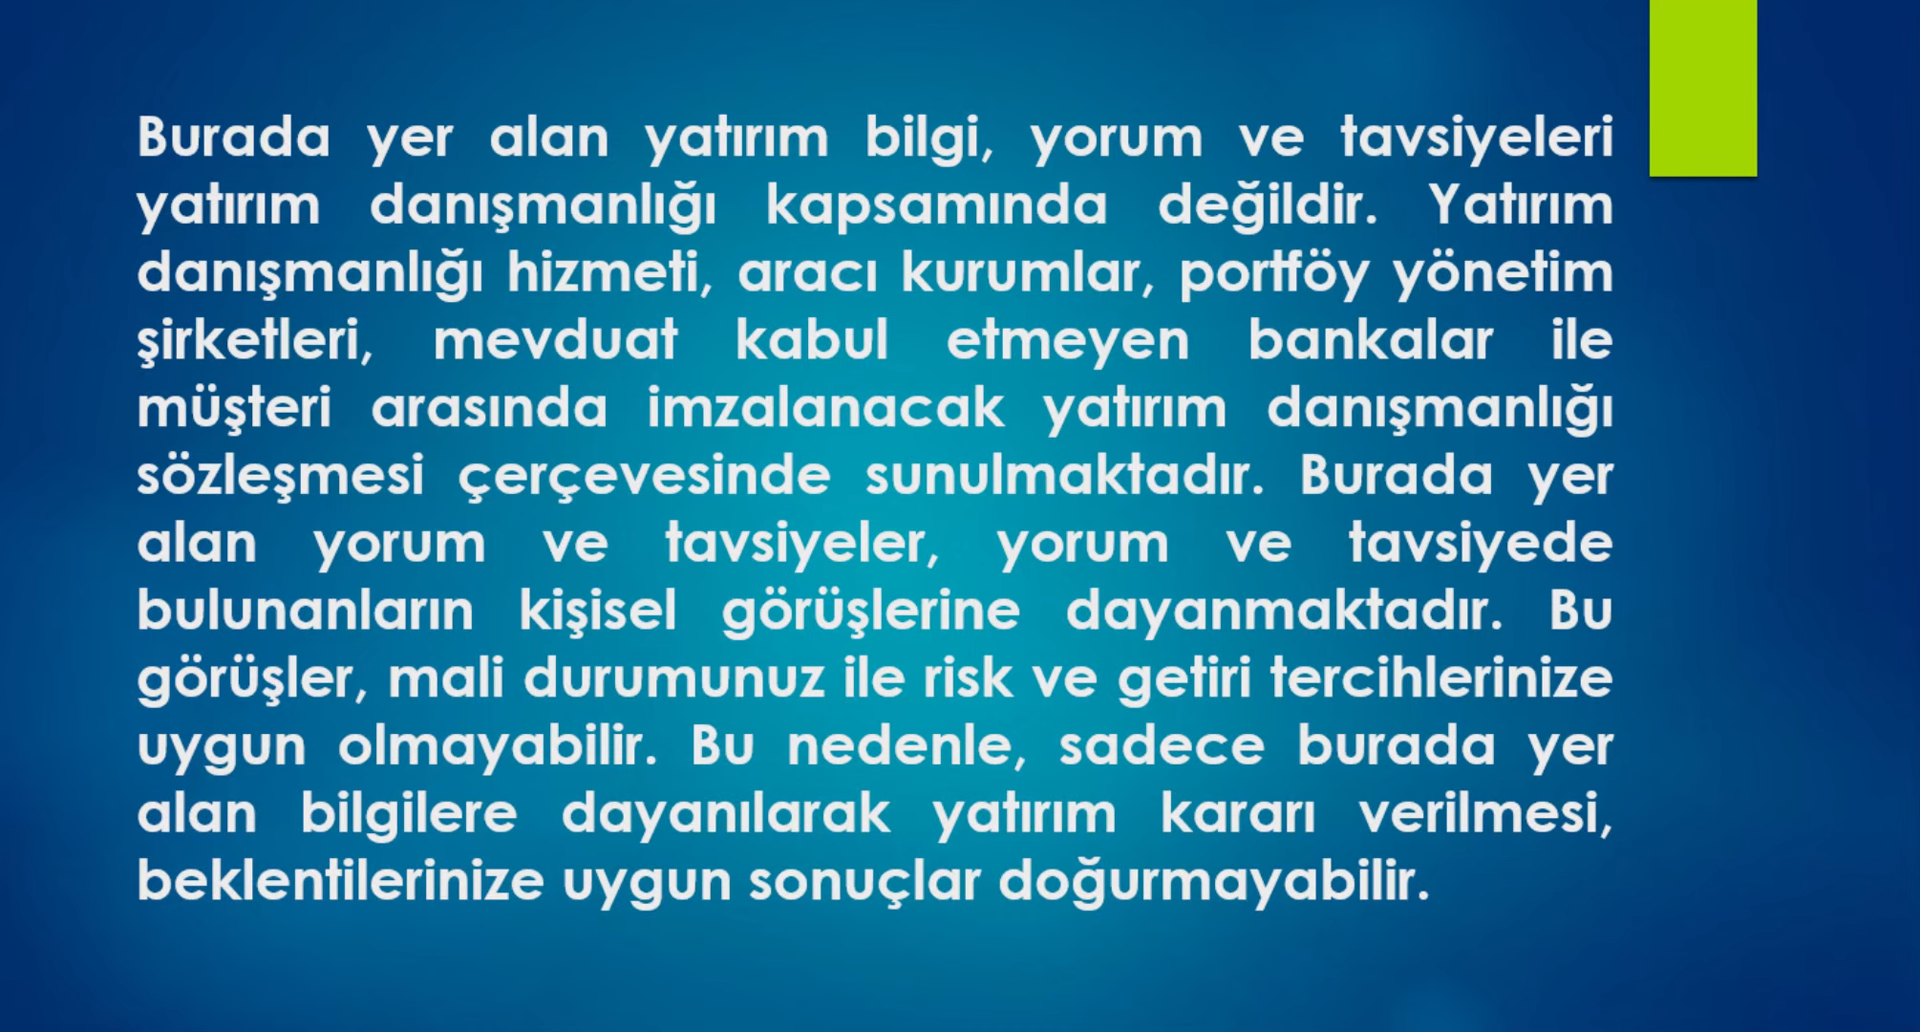 Burada yer alan yatırım bilgi, yorum ve tavsiyeleri
yatırım danışmanlığı kapsamında değildir. Yatırım
danışmanlığı hizmeti, aracı kurumlar, portföy yönetim
şirketleri, mevduat kabul etmeyen bankalar ile
müşteri arasında imzalanacak yatırım danışmanlığı
sözleşmesi çerçevesinde sunulmaktadır. Burada yer
alan yorum ve tavsiyeler, yorum ve tavsiyede
bulunanların kişisel görüşlerine dayanmaktadır. Bu
görüşler, mali durumunuz ile risk ve getiri tercihlerinize
uygun olmayabilir. Bu nedenle, sadece burada yer
alan bilgilere dayanılarak yatırım kararı verilmesi,
beklentilerinize uygun sonuçlar doğurmayabilir.